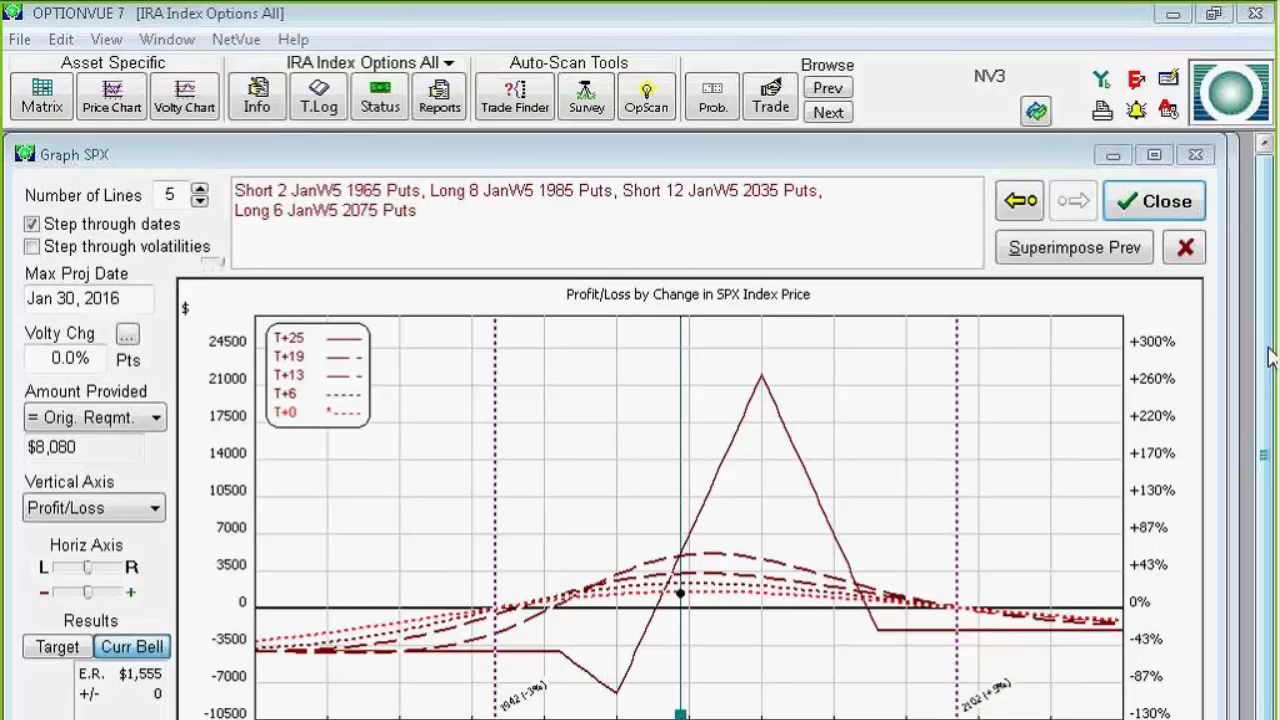 OPTIONVUE 7 [IRA Index Options All]
File Edit View Window NetVue Help
Asset Specific
IRA Index Options All
Auto-Scan Tools
Browse
Matrix
Price Chart
Volty Chart
Info
T.Log
Status
Reports
Trade Finder
Survey
OpScan
Prob.
Trade
Prev
Next
NV3
Graph SPX
Number of Lines 5
Step through dates
Step through volatilities
Short 2 JanW5 1965 Puts, Long 8 JanW5 1985 Puts, Short 12 JanW5 2035 Puts,
Long 6 JanW5 2075 Puts
Close
Superimpose Prev
Max Proj Date
Jan 30, 2016
Volty Chg ...
0.0% Pts
Amount Provided
= Orig. Reqmt.
$8,080
Vertical Axis
Profit/Loss
Horiz Axis
L R
- +
Results
Target Curr Bell
E.R. $1,555
+/- 0
Profit/Loss by Change in SPX Index Price
$
T+25
T+19
T+13
T+6
T+0 *
24500 +300%
21000 +260%
17500 +220%
14000 +170%
10500 +130%
7000 +87%
3500 +43%
0 0%
-3500 -43%
-7000 -87%
-10500 -130%